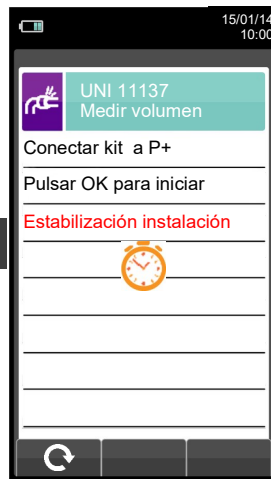 15/01/14
10:00
UNI 11137
Medir volumen
Conectar kit a P+
Pulsar OK para iniciar
Estabilización instalación